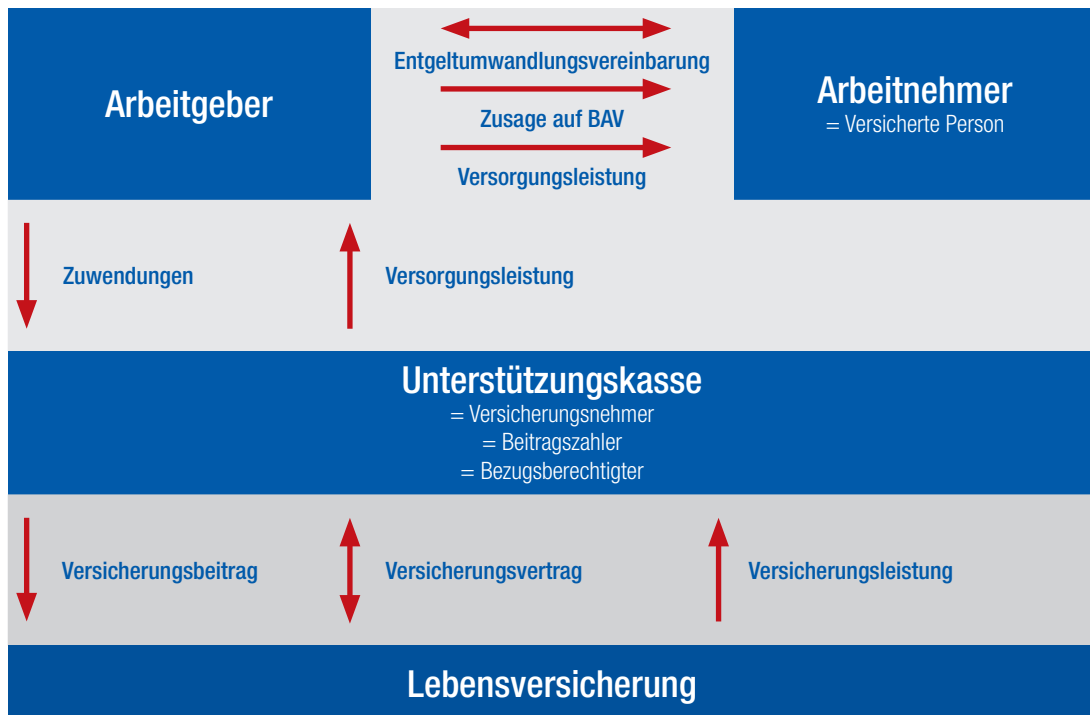 Arbeitgeber
Entgeltumwandlungsvereinbarung
Zusage auf BAV
Versorgungsleistung
Arbeitnehmer
= Versicherte Person
Zuwendungen
Versorgungsleistung
Unterstützungskasse
= Versicherungsnehmer
= Beitragszahler
= Bezugsberechtigter
Versicherungsbeitrag
Versicherungsvertrag
Versicherungsleistung
Lebensversicherung